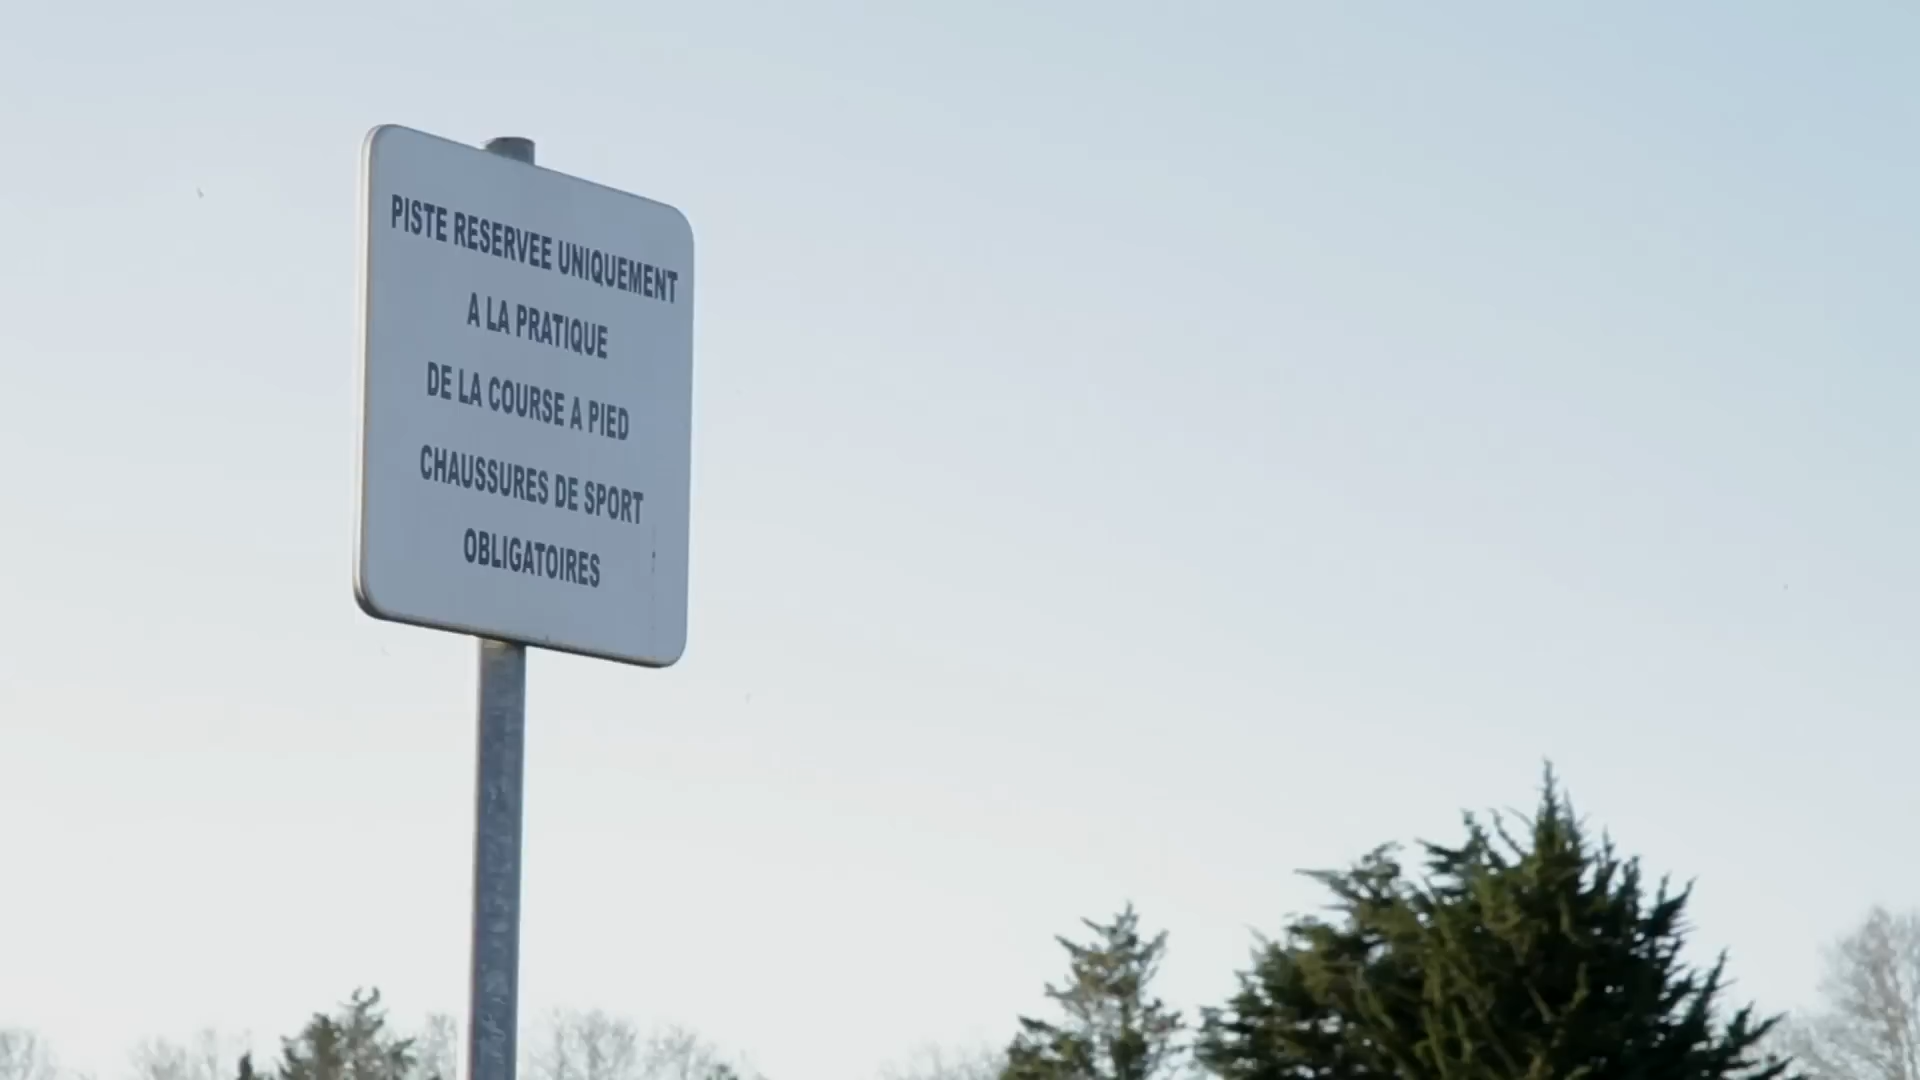 PISTE RESERVEE UNIQUEMENT
A LA PRATIQUE
DE LA COURSE A PIED
CHAUSSURES DE SPORT
OBLIGATOIRES